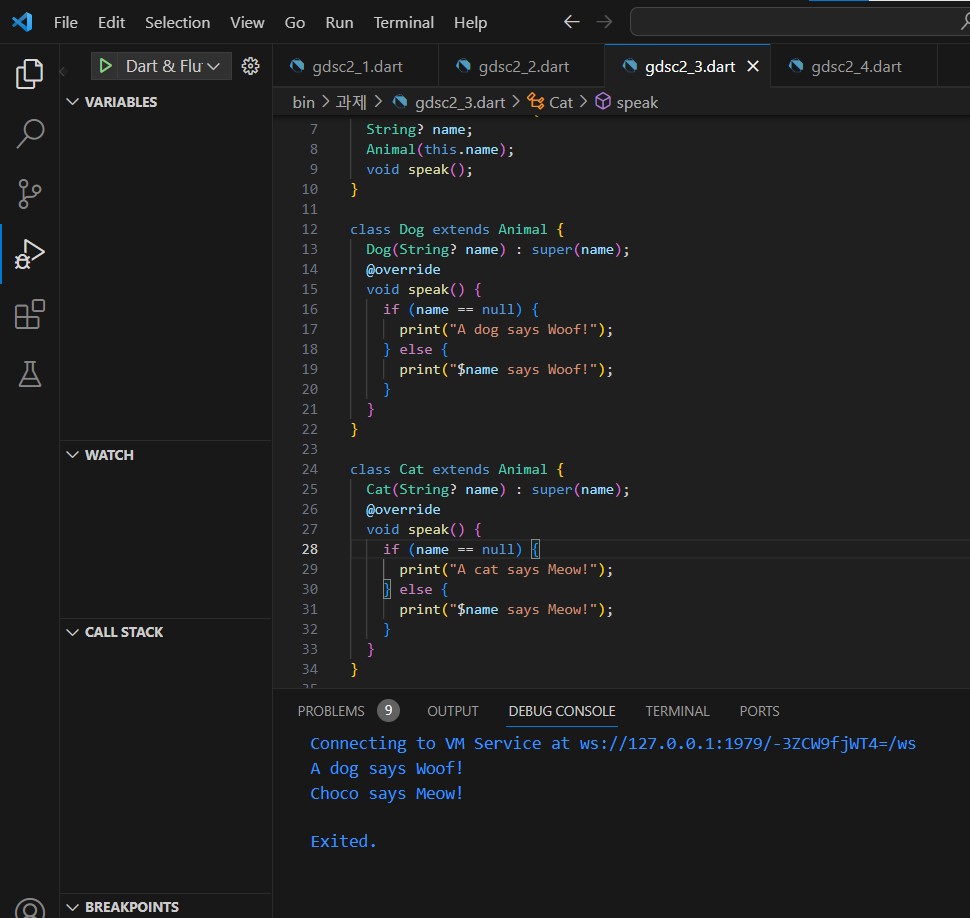 File Edit Selection View Go Run Terminal Help
Dart & Flu
gdsc2_1.dart gdsc2_2.dart gdsc2_3.dart gdsc2_4.dart
VARIABLES
bin > 과제 > gdsc2_3.dart > Cat > speak
7 String? name;
8 Animal(this.name);
9 void speak();
10 }
11
12 class Dog extends Animal {
13 Dog(String? name) : super(name);
14 @override
15 void speak() {
16 if (name == null) {
17 print("A dog says Woof!");
18 } else {
19 print("$name says Woof!");
20 }
21 }
22 }
23
24 class Cat extends Animal {
25 Cat(String? name) : super(name);
26 @override
27 void speak() {
28 if (name == null) {
29 print("A cat says Meow!");
30 } else {
31 print("$name says Meow!");
32 }
33 }
34 }
35
WATCH
CALL STACK
BREAKPOINTS
PROBLEMS 9 OUTPUT DEBUG CONSOLE TERMINAL PORTS
Connecting to VM Service at ws://127.0.0.1:1979/-3ZCW9fjWT4=/ws
A dog says Woof!
Choco says Meow!
Exited.